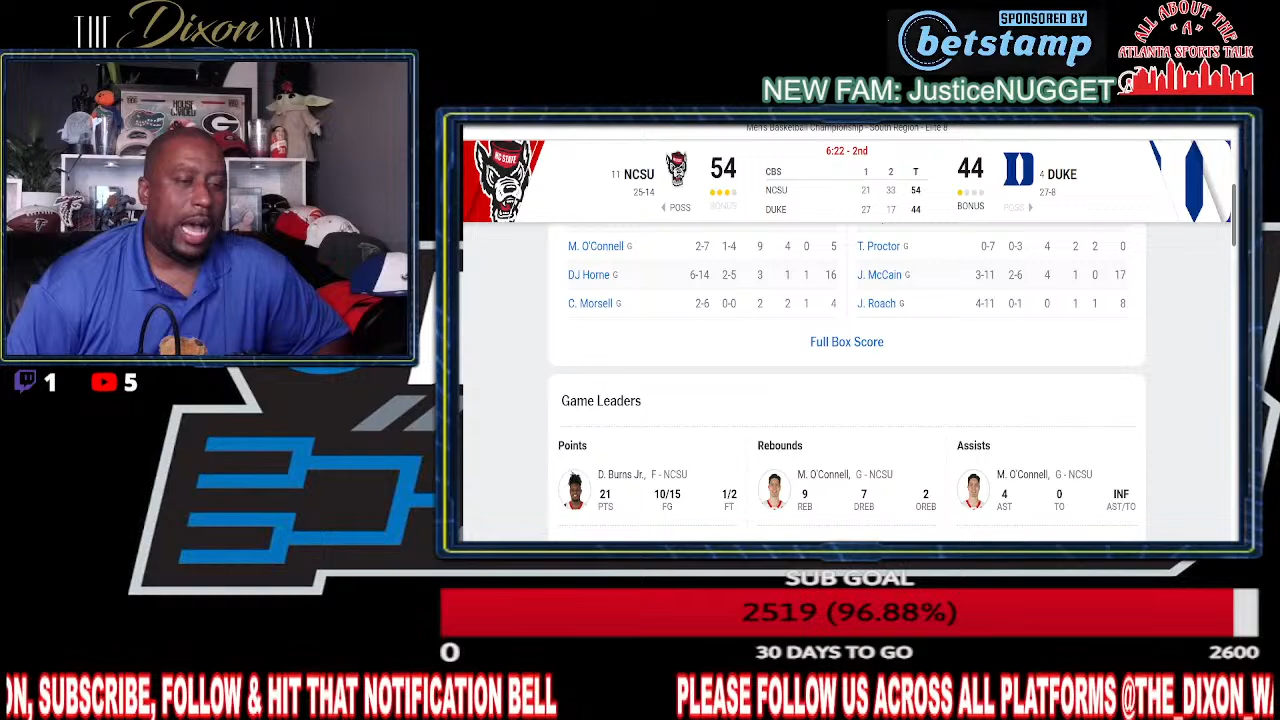 THE Dixon WAY
SPONSORED BY
betstamp
ALL ABOUT THE
"A"
ATLANTA SPORTS TALK
NEW FAM: JusticeNUGGET
Men's Basketball Championship - South Region - Elite 8
NC STATE
11 NCSU
25-14
54
BONUS
POSS
6:22 - 2nd
CBS 1 2 T
NCSU 21 33 54
DUKE 27 17 44
44
BONUS
4 DUKE
27-8
POSS
M. O'Connell G 2-7 1-4 9 4 0 5
DJ Horne G 6-14 2-5 3 1 1 16
C. Morsell G 2-6 0-0 2 2 1 4
T. Proctor G 0-7 0-3 4 2 2 0
J. McCain G 3-11 2-6 4 1 0 17
J. Roach G 4-11 0-1 0 1 1 8
Full Box Score
Game Leaders
Points
D. Burns Jr., F - NCSU
21 10/15 1/2
PTS FG FT
Rebounds
M. O'Connell, G - NCSU
9 7 2
REB DREB OREB
Assists
M. O'Connell, G - NCSU
4 0 INF
AST TO AST/TO
HOUSE
DIVIDED
G
1 5
SUB GOAL
2519 (96.88%)
0 30 DAYS TO GO 2600
ON, SUBSCRIBE, FOLLOW & HIT THAT NOTIFICATION BELL
PLEASE FOLLOW US ACROSS ALL PLATFORMS @THE_DIXON_WA